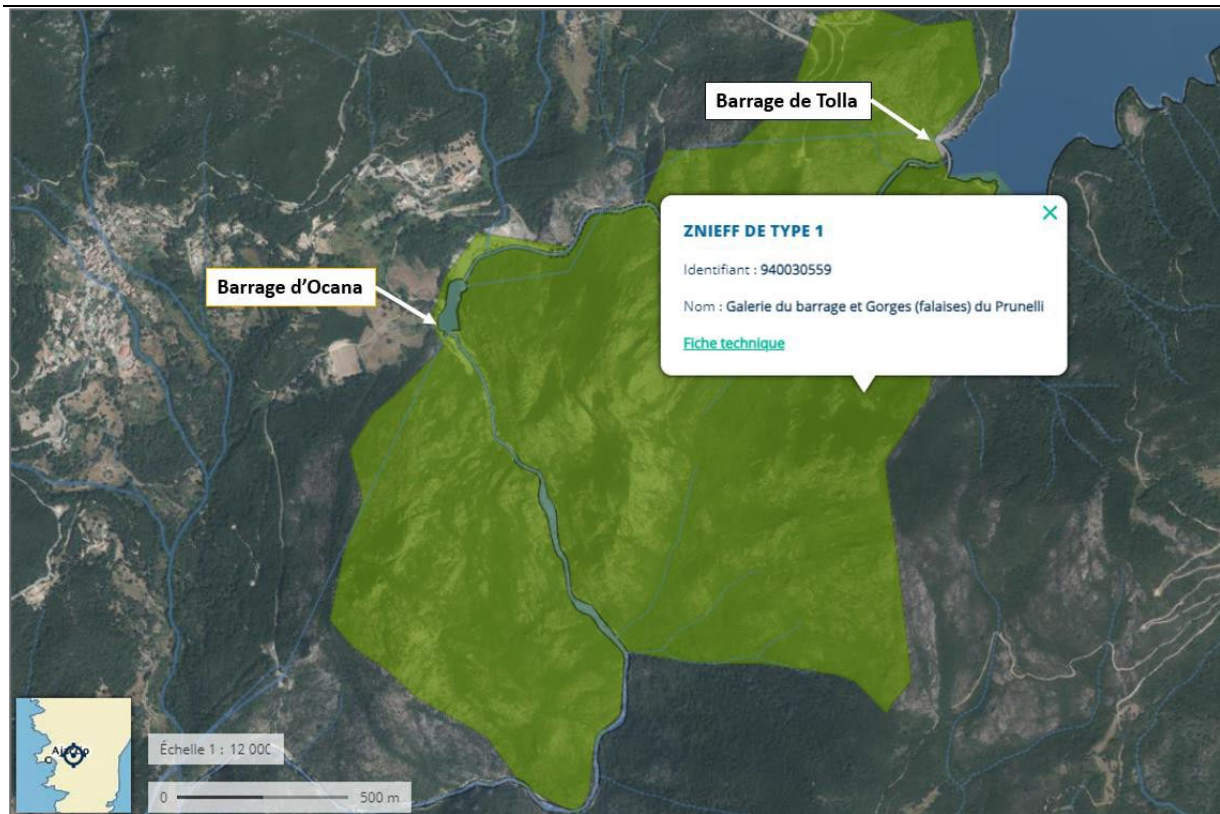 Barrage de Tolla
ZNIEFF DE TYPE 1
Identifiant : 940030559
Nom : Galerie du barrage et Gorges (falaises) du Prunelli
Fiche technique
Barrage d’Ocana
Ajaccio
Échelle 1 : 12 000
0 500 m